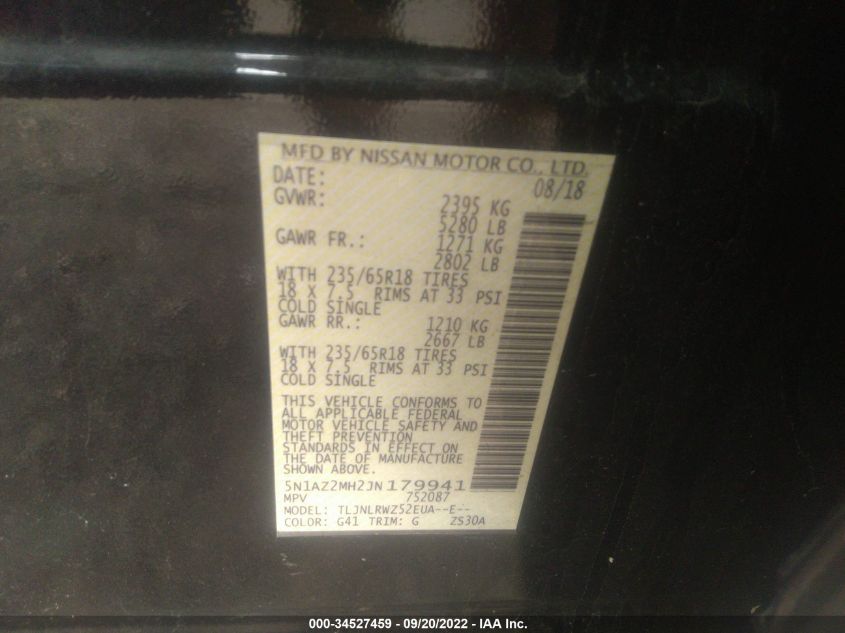 MFD BY NISSAN MOTOR CO., LTD.
DATE: 08/18
GVWR: 2395 KG
5280 LB
GAWR FR.: 1271 KG
2802 LB
WITH 235/65R18 TIRES
18 X 7.5 RIMS AT 33 PSI
COLD SINGLE
GAWR RR.: 1210 KG
2667 LB
WITH 235/65R18 TIRES
18 X 7.5 RIMS AT 33 PSI
COLD SINGLE
THIS VEHICLE CONFORMS TO
ALL APPLICABLE FEDERAL
MOTOR VEHICLE SAFETY AND
THEFT PREVENTION
STANDARDS IN EFFECT ON
THE DATE OF MANUFACTURE
SHOWN ABOVE.
5N1AZ2MH2JN179941
MPV 752087
MODEL: TLJNLRWZ52EUA--E--
COLOR: G41 TRIM: G ZS30A
000-34527459 - 09/20/2022 - IAA Inc.